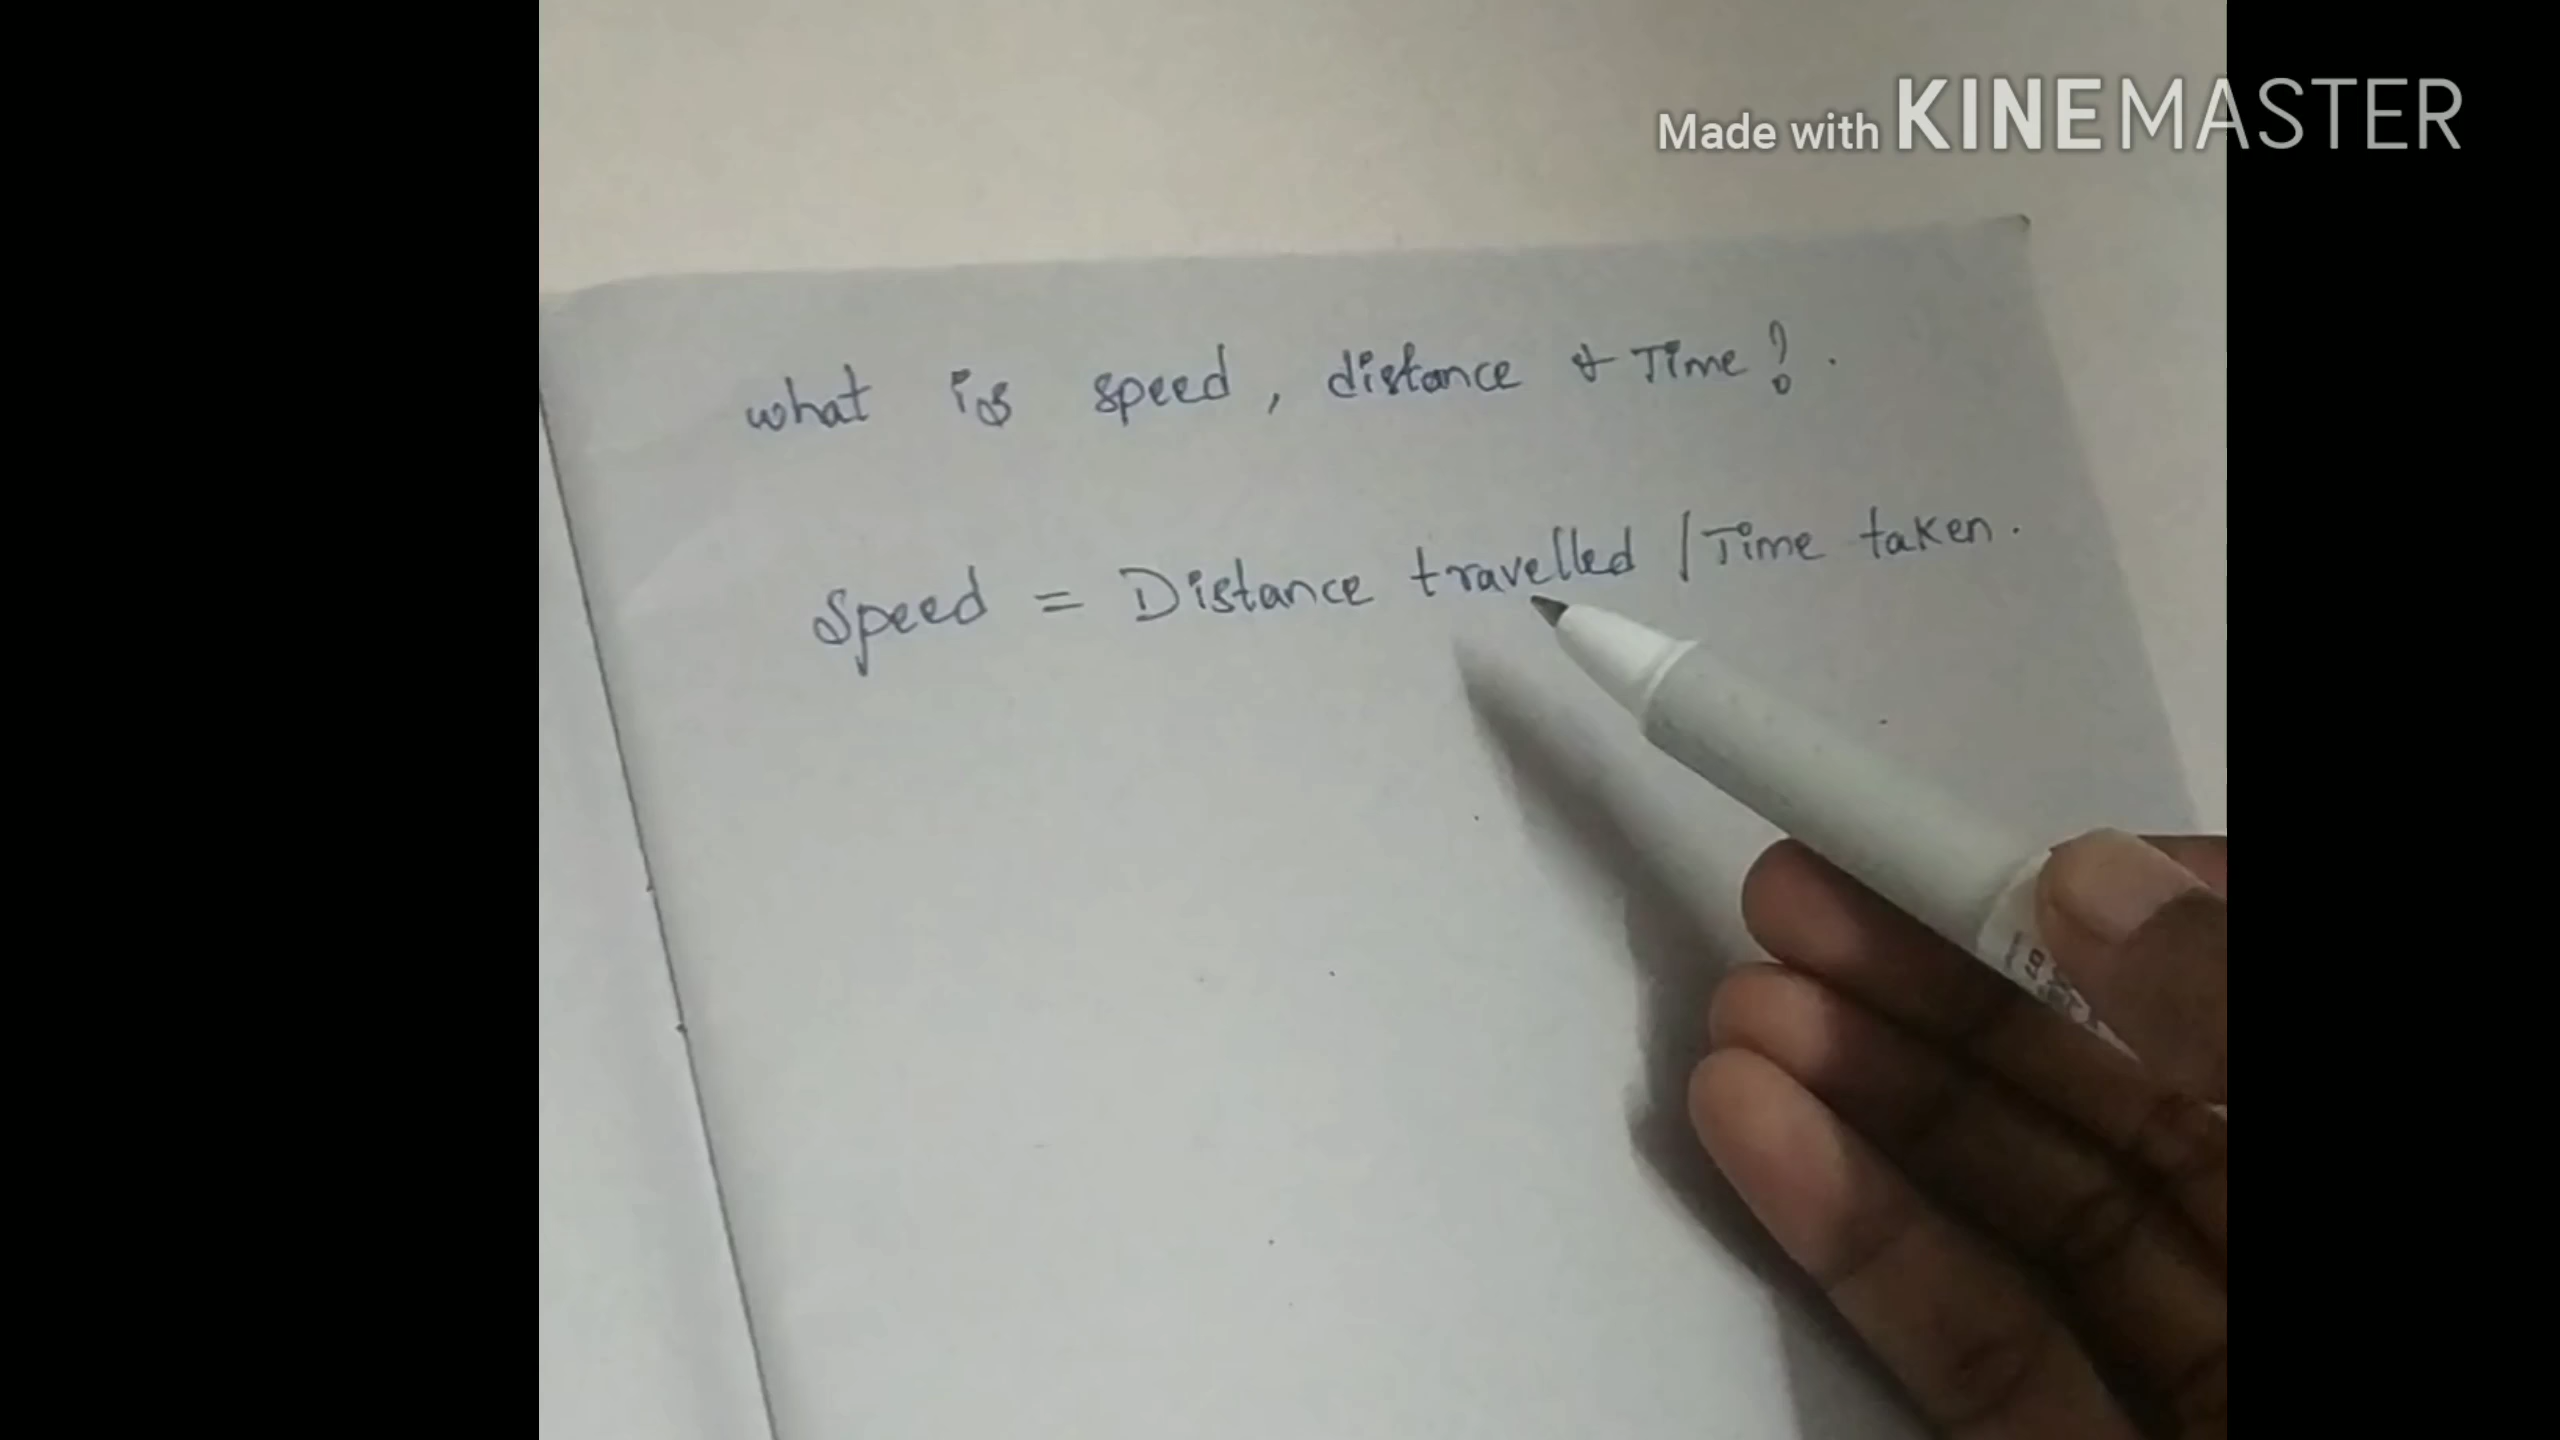 Made with KINEMASTER
what is speed, distance & Time?.
Speed = Distance travelled / Time taken.